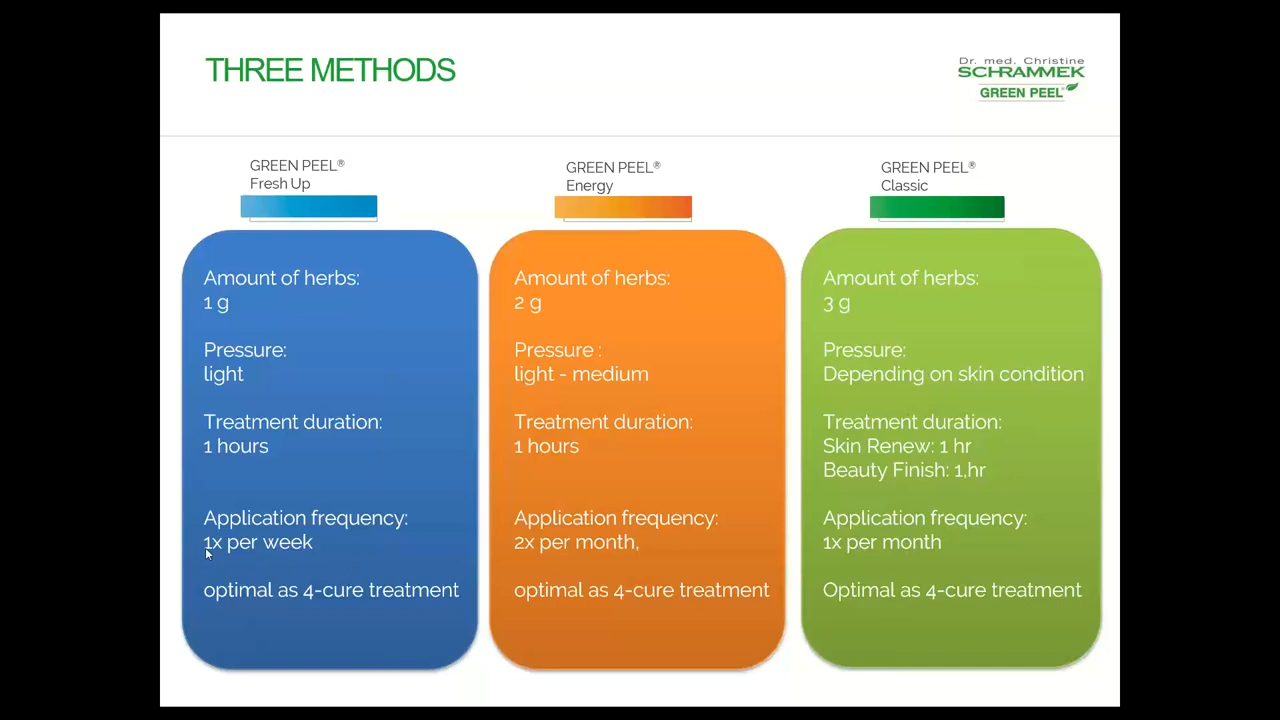 THREE METHODS
Dr. med. Christine
SCHRAMMEK
GREEN PEEL®
GREEN PEEL®
Fresh Up
Amount of herbs:
1 g
Pressure:
light
Treatment duration:
1 hours
Application frequency:
1x per week
optimal as 4-cure treatment
GREEN PEEL®
Energy
Amount of herbs:
2 g
Pressure :
light - medium
Treatment duration:
1 hours
Application frequency:
2x per month,
optimal as 4-cure treatment
GREEN PEEL®
Classic
Amount of herbs:
3 g
Pressure:
Depending on skin condition
Treatment duration:
Skin Renew: 1 hr
Beauty Finish: 1,hr
Application frequency:
1x per month
Optimal as 4-cure treatment